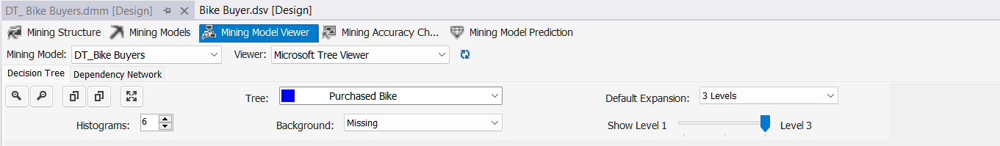 DT_ Bike Buyers.dmm [Design] Bike Buyer.dsv [Design]
Mining Structure Mining Models Mining Model Viewer Mining Accuracy Ch... Mining Model Prediction
Mining Model: DT_Bike Buyers Viewer: Microsoft Tree Viewer
Decision Tree Dependency Network
Tree: Purchased Bike Default Expansion: 3 Levels
Histograms: 6 Background: Missing Show Level 1 Level 3